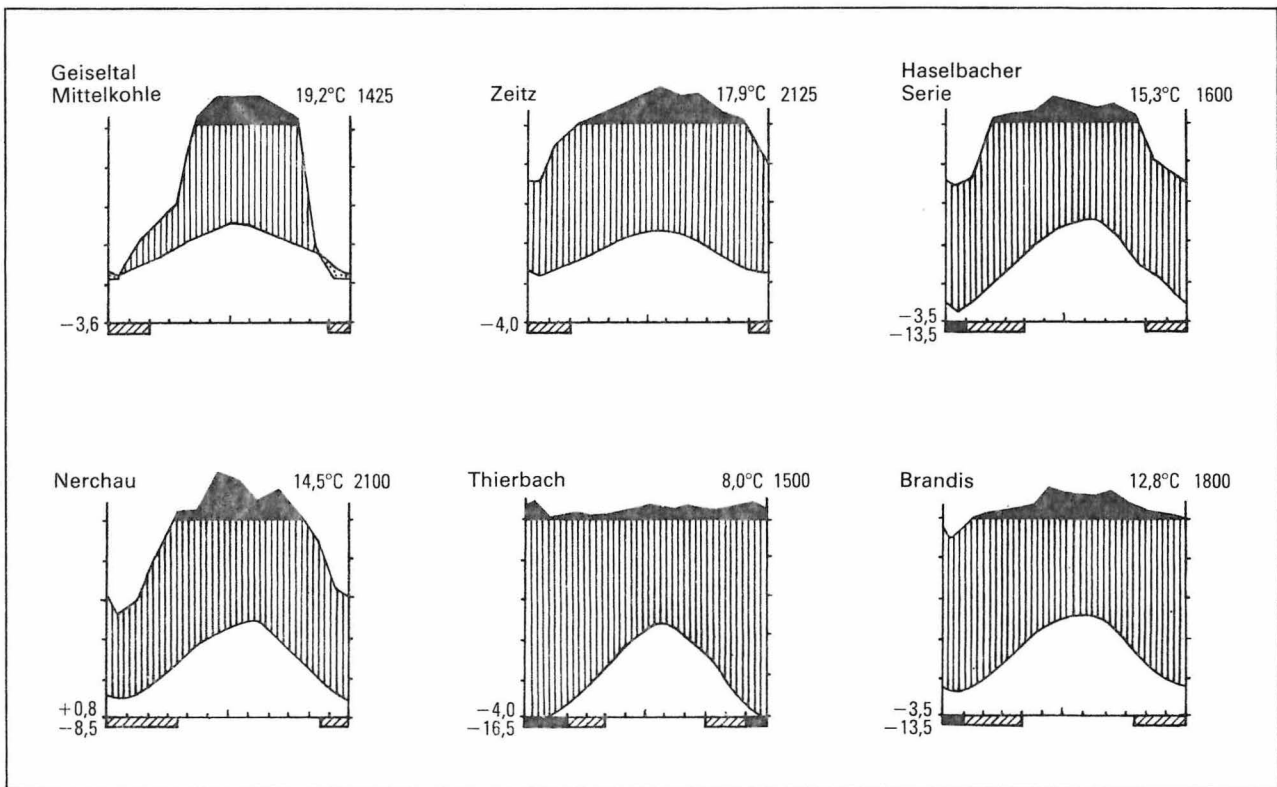 Geiseltal
Mittelkohle
19,2°C 1425
−3,6
Zeitz
17,9°C 2125
−4,0
Haselbacher
Serie
15,3°C 1600
−3,5
−13,5
Nerchau
14,5°C 2100
+0,8
−8,5
Thierbach
8,0°C 1500
−4,0
−16,5
Brandis
12,8°C 1800
−3,5
−13,5